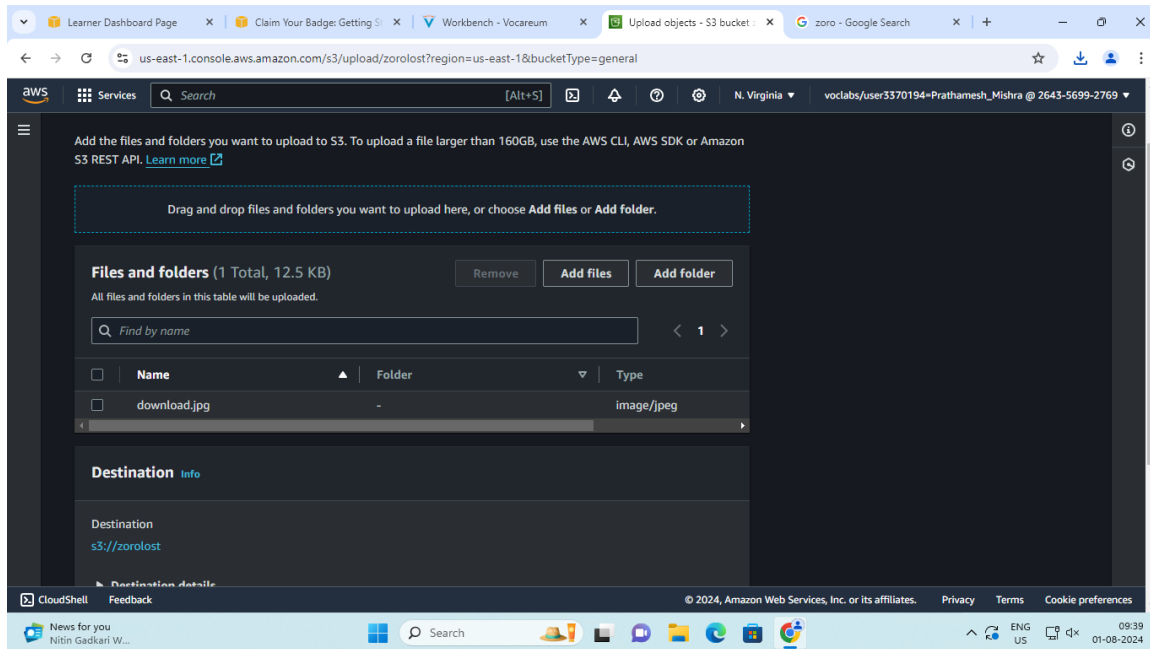 Learner Dashboard Page
Claim Your Badge: Getting St
Workbench - Vocareum
Upload objects - S3 bucket z
zoro - Google Search
us-east-1.console.aws.amazon.com/s3/upload/zorolost?region=us-east-1&bucketType=general
aws
Services
Search
[Alt+S]
N. Virginia
voclabs/user3370194=Prathamesh_Mishra @ 2643-5699-2769
Add the files and folders you want to upload to S3. To upload a file larger than 160GB, use the AWS CLI, AWS SDK or Amazon
S3 REST API. Learn more
Drag and drop files and folders you want to upload here, or choose Add files or Add folder.
Files and folders (1 Total, 12.5 KB)
Remove
Add files
Add folder
All files and folders in this table will be uploaded.
Find by name
1
Name
Folder
Type
download.jpg
-
image/jpeg
Destination Info
Destination
s3://zorolost
Destination details
CloudShell
Feedback
© 2024, Amazon Web Services, Inc. or its affiliates.
Privacy
Terms
Cookie preferences
News for you
Nitin Gadkari W...
Search
ENG
US
09:39
01-08-2024